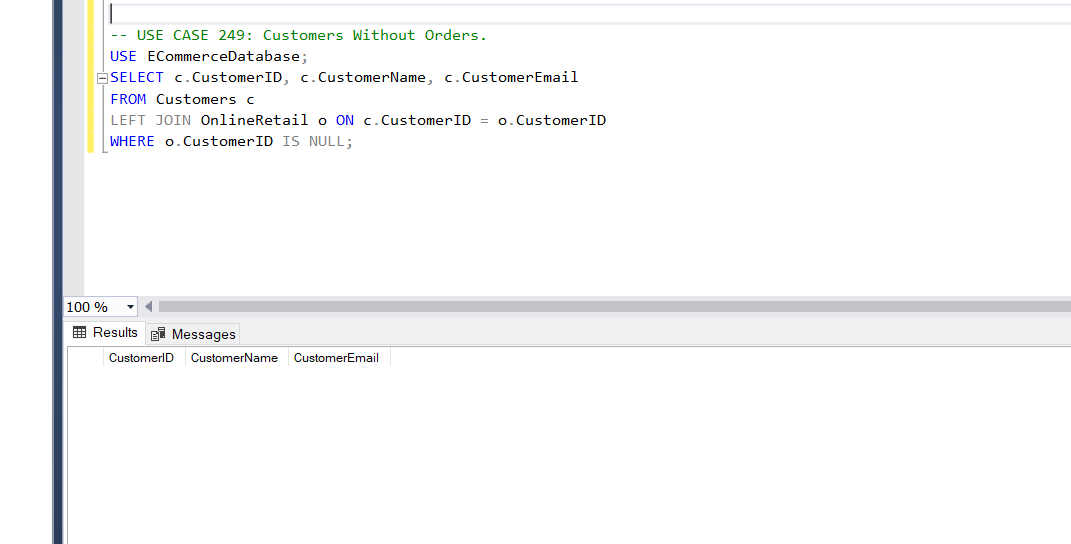 -- USE CASE 249: Customers Without Orders.
USE ECommerceDatabase;
SELECT c.CustomerID, c.CustomerName, c.CustomerEmail
FROM Customers c
LEFT JOIN OnlineRetail o ON c.CustomerID = o.CustomerID
WHERE o.CustomerID IS NULL;
100 %
Results Messages
CustomerID CustomerName CustomerEmail